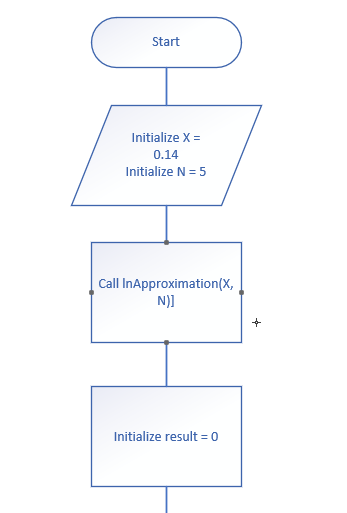 Start
Initialize X =
0.14
Initialize N = 5
Call lnApproximation(X,
N)]
Initialize result = 0